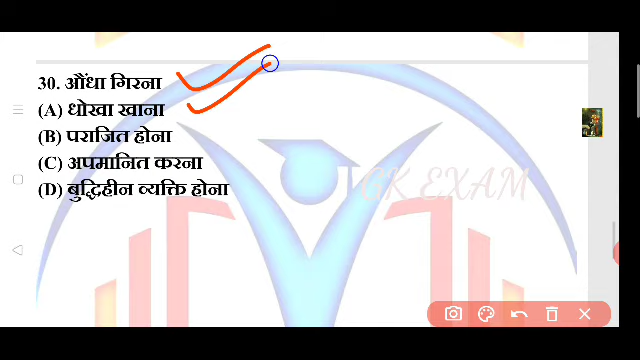 30. औंधा गिरना
(A) धोखा खाना
(B) पराजित होना
(C) अपमानित करना
(D) बुद्धिहीन व्यक्ति होना
GK EXAM